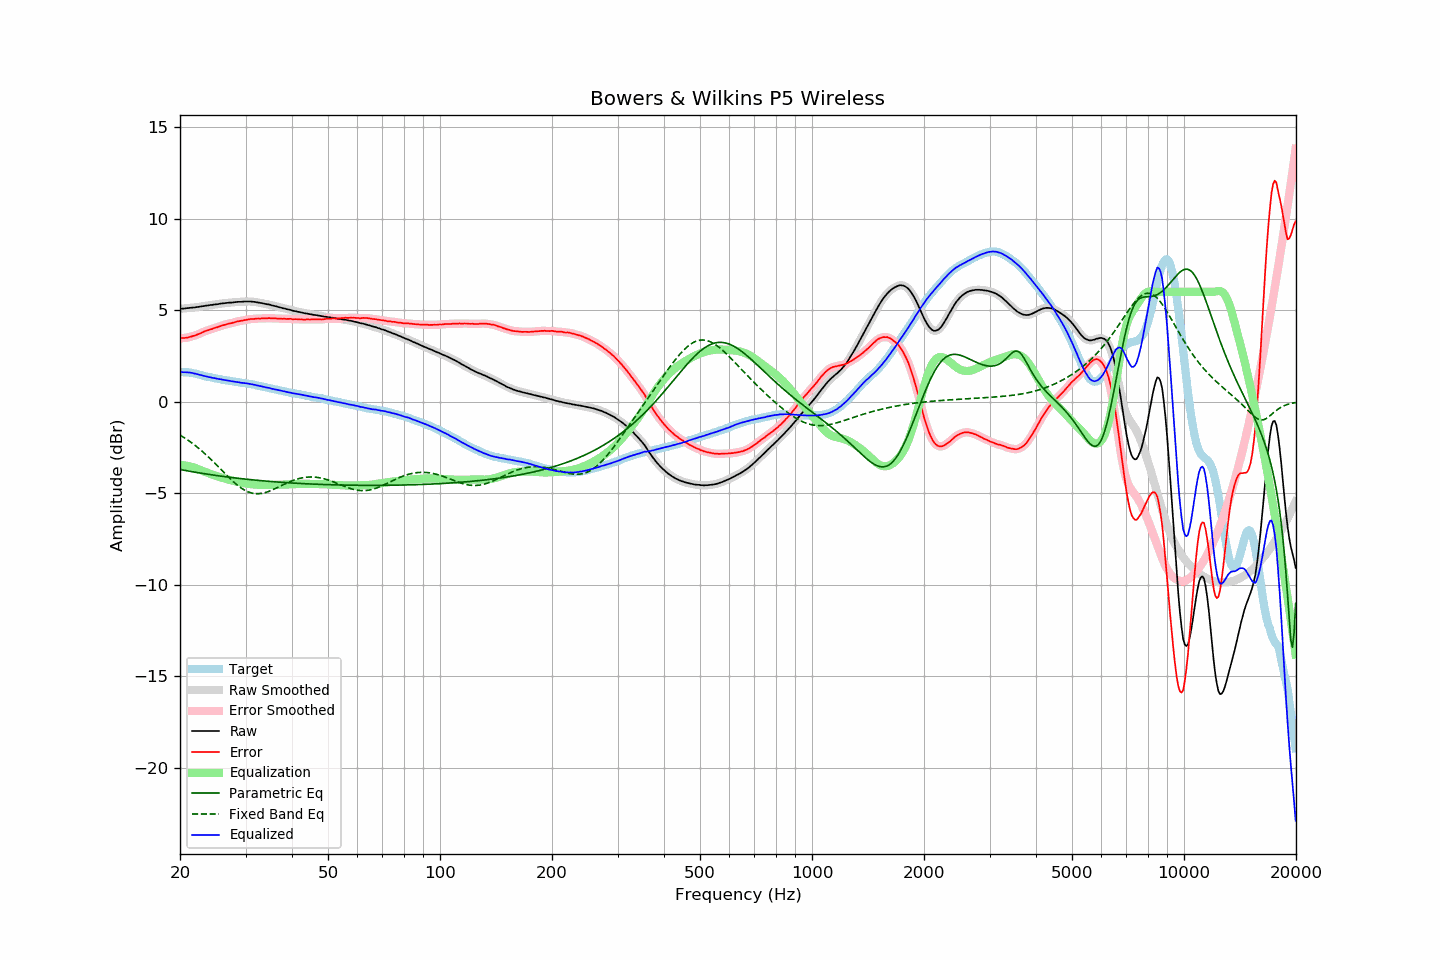 Bowers & Wilkins P5 Wireless
15
10
5
0
−5
−10
−15
−20
Amplitude (dBr)
Target
Raw Smoothed
Error Smoothed
Raw
Error
Equalization
Parametric Eq
Fixed Band Eq
Equalized
20 50 100 200 500 1000 2000 5000 10000 20000
Frequency (Hz)